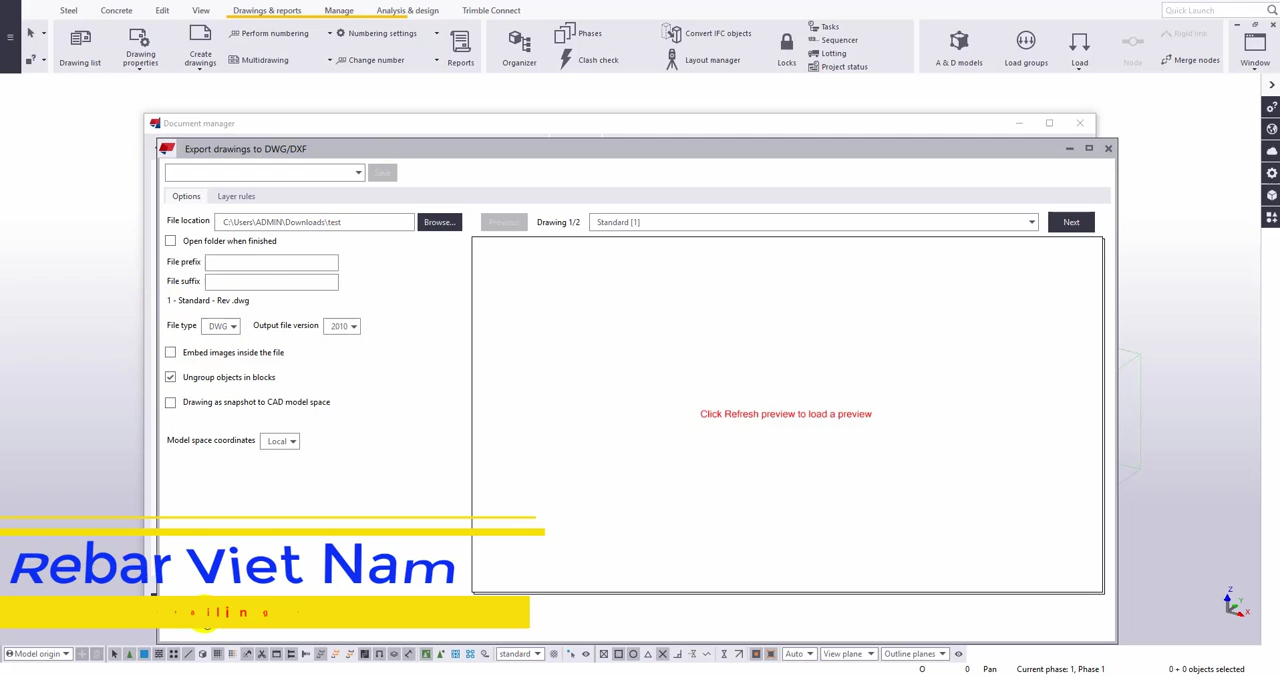 Steel Concrete Edit View Drawings & reports Manage Analysis & design Trimble Connect
Quick Launch
Drawing list
Drawing properties
Create drawings
Perform numbering
Multidrawing
Numbering settings
Change number
Reports
Organizer
Phases
Clash check
Convert IFC objects
Layout manager
Locks
Tasks
Sequencer
Lotting
Project status
A & D models
Load groups
Load
Node
Rigid link
Merge nodes
Window
Document manager
Export drawings to DWG/DXF
Save
Options Layer rules
File location C:\Users\ADMIN\Downloads\test Browse... Previous Drawing 1/2 Standard [1] Next
Open folder when finished
File prefix
File suffix
1 - Standard - Rev .dwg
File type DWG Output file version 2010
Embed images inside the file
Ungroup objects in blocks
Drawing as snapshot to CAD model space
Model space coordinates Local
Click Refresh preview to load a preview
Rebar Viet Nam
Z
Y
X
Model origin standard Auto View plane Outline planes
O 0 Pan Current phase: 1, Phase 1 0 + 0 objects selected